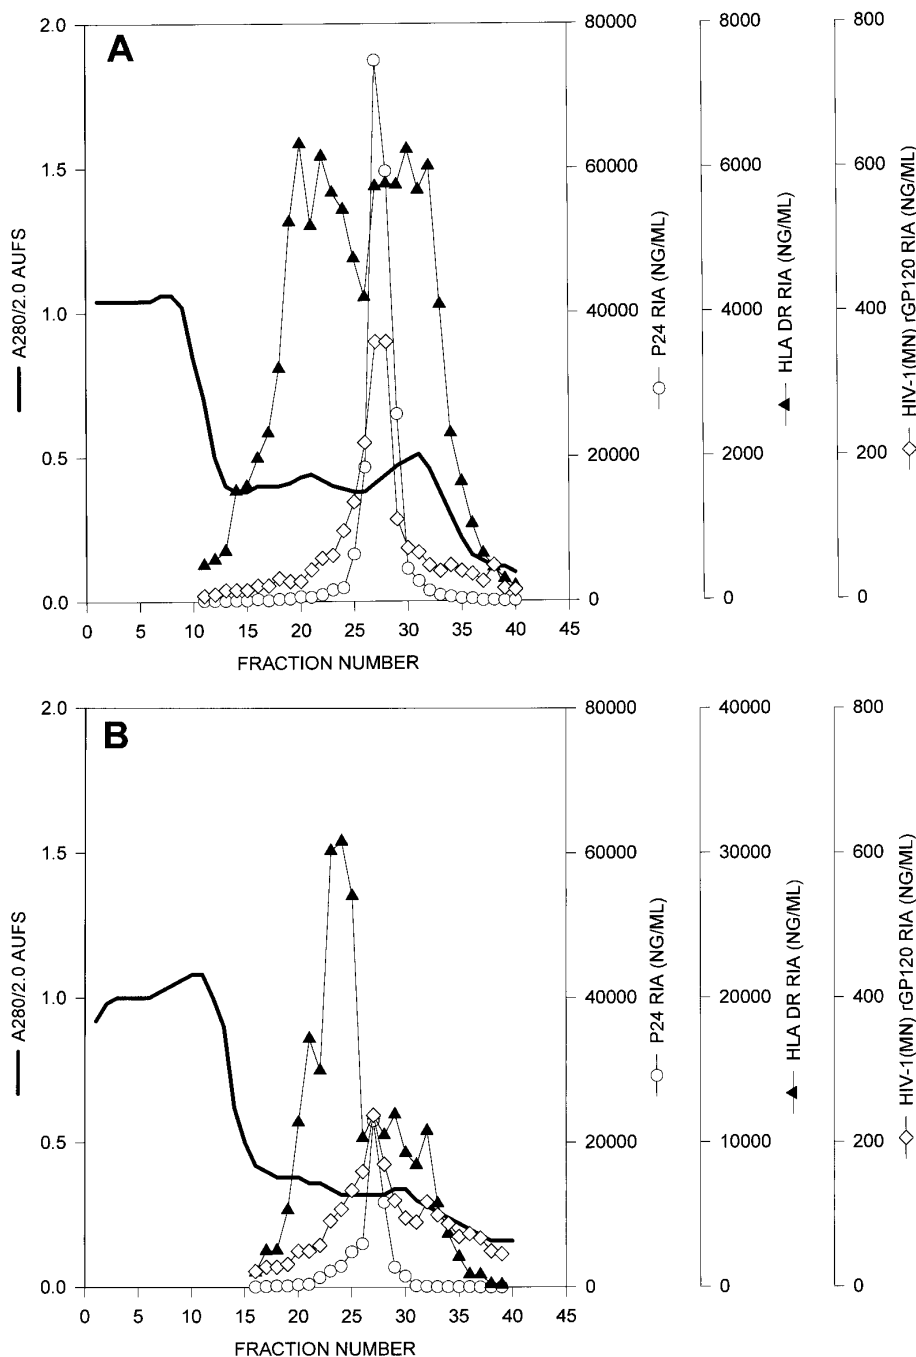 A
2.0
1.5
1.0
0.5
0.0
A280/2.0 AUFS
0 5 10 15 20 25 30 35 40 45
FRACTION NUMBER
80000
60000
40000
20000
0
P24 RIA (NG/ML)
8000
6000
4000
2000
0
HLA DR RIA (NG/ML)
800
600
400
200
0
HIV-1(MN) rGP120 RIA (NG/ML)
B
2.0
1.5
1.0
0.5
0.0
A280/2.0 AUFS
0 5 10 15 20 25 30 35 40 45
FRACTION NUMBER
80000
60000
40000
20000
0
P24 RIA (NG/ML)
40000
30000
20000
10000
0
HLA DR RIA (NG/ML)
800
600
400
200
0
HIV-1(MN) rGP120 RIA (NG/ML)